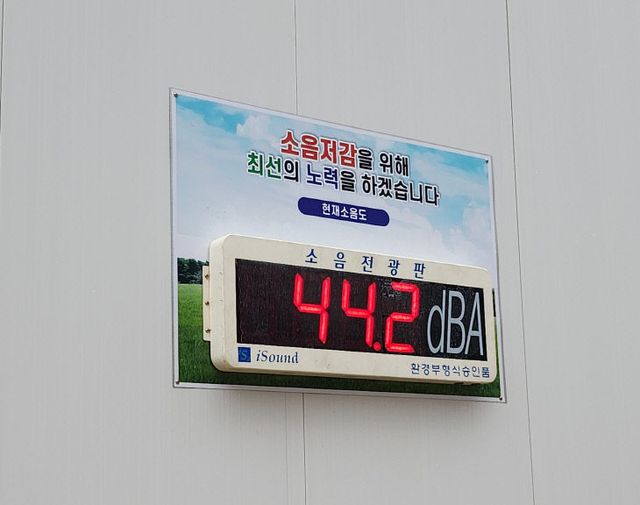 소음저감을 위해
최선의 노력을 하겠습니다
현재소음도
소음전광판
44.2 dBA
iSound
환경부형식승인품